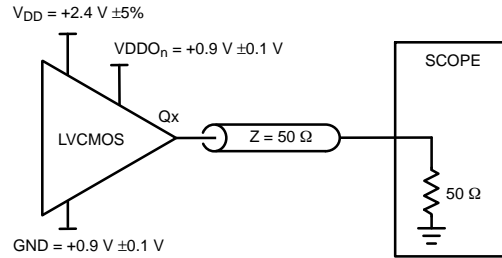 V_DD = +2.4 V ±5%
VDDO_n = +0.9 V ±0.1 V
SCOPE
Qx
LVCMOS
Z = 50 Ω
50 Ω
GND = +0.9 V ±0.1 V